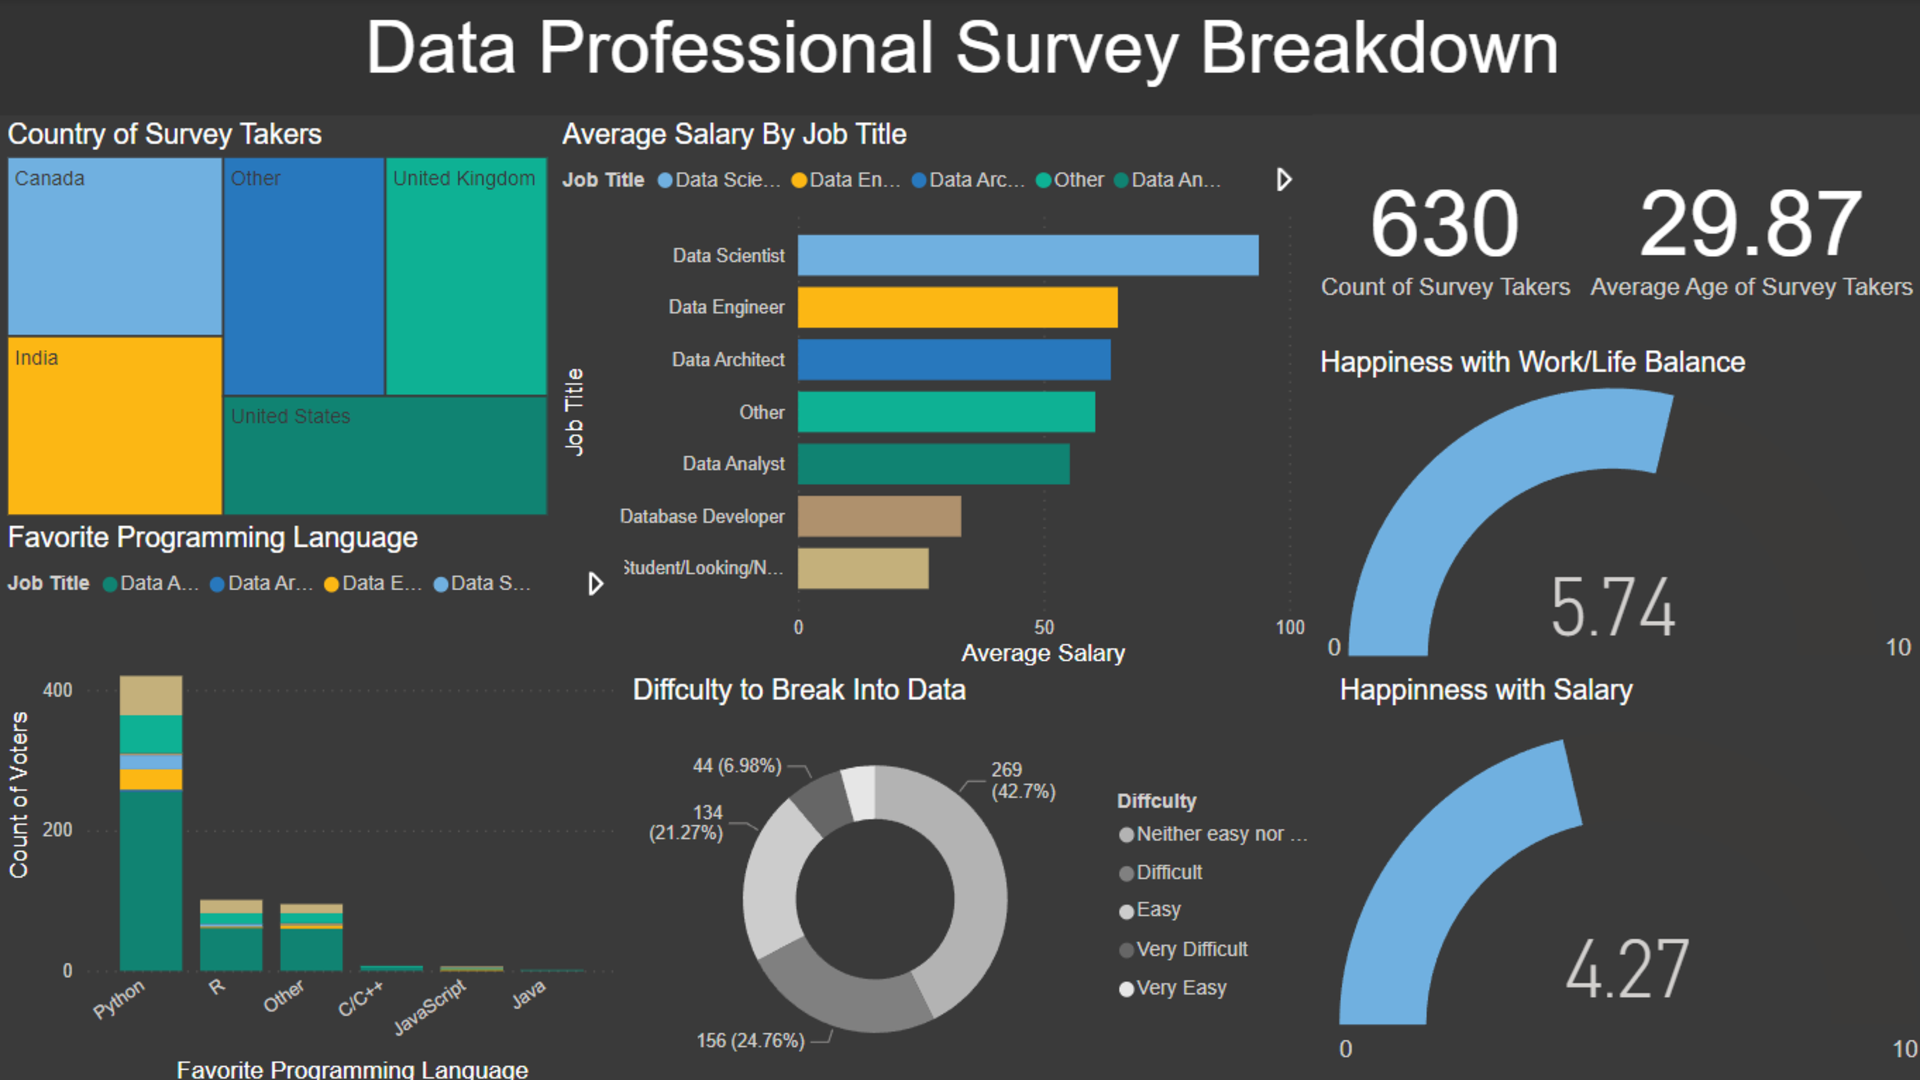 Data Professional Survey Breakdown
Country of Survey Takers
Canada
Other
United Kingdom
India
United States
Average Salary By Job Title
Job Title Data Scie... Data En... Data Arc... Other Data An...
Job Title
Data Scientist
Data Engineer
Data Architect
Other
Data Analyst
Database Developer
Student/Looking/N...
0 50 100
Average Salary
630
Count of Survey Takers
29.87
Average Age of Survey Takers
Happiness with Work/Life Balance
5.74
0 10
Favorite Programming Language
Job Title Data A... Data Ar... Data E... Data S...
Count of Voters
400
200
0
Python R Other C/C++ JavaScript Java
Favorite Programming Language
Diffculty to Break Into Data
44 (6.98%)
269
(42.7%)
134
(21.27%)
156 (24.76%)
Diffculty
Neither easy nor ...
Difficult
Easy
Very Difficult
Very Easy
Happinness with Salary
4.27
0 10